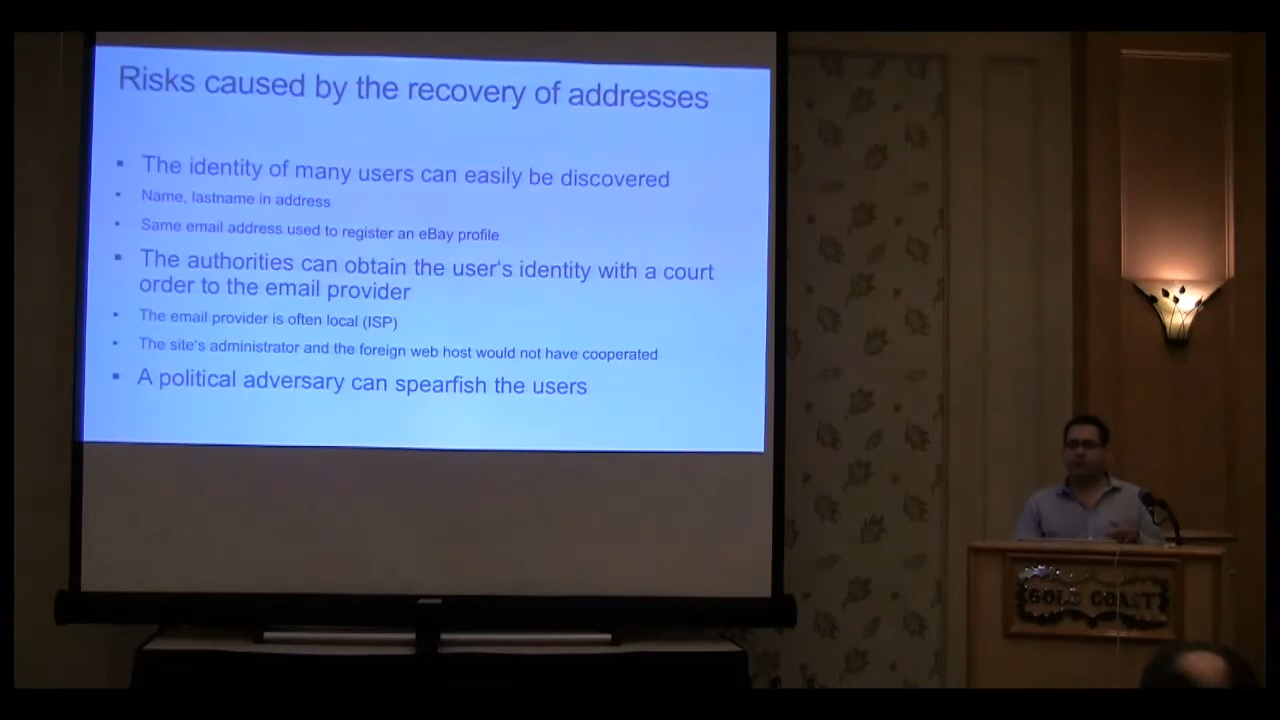 Risks caused by the recovery of addresses
▪ The identity of many users can easily be discovered
• Name, lastname in address
• Same email address used to register an eBay profile
▪ The authorities can obtain the user's identity with a court
order to the email provider
• The email provider is often local (ISP)
• The site's administrator and the foreign web host would not have cooperated
▪ A political adversary can spearfish the users
GOLD COAST